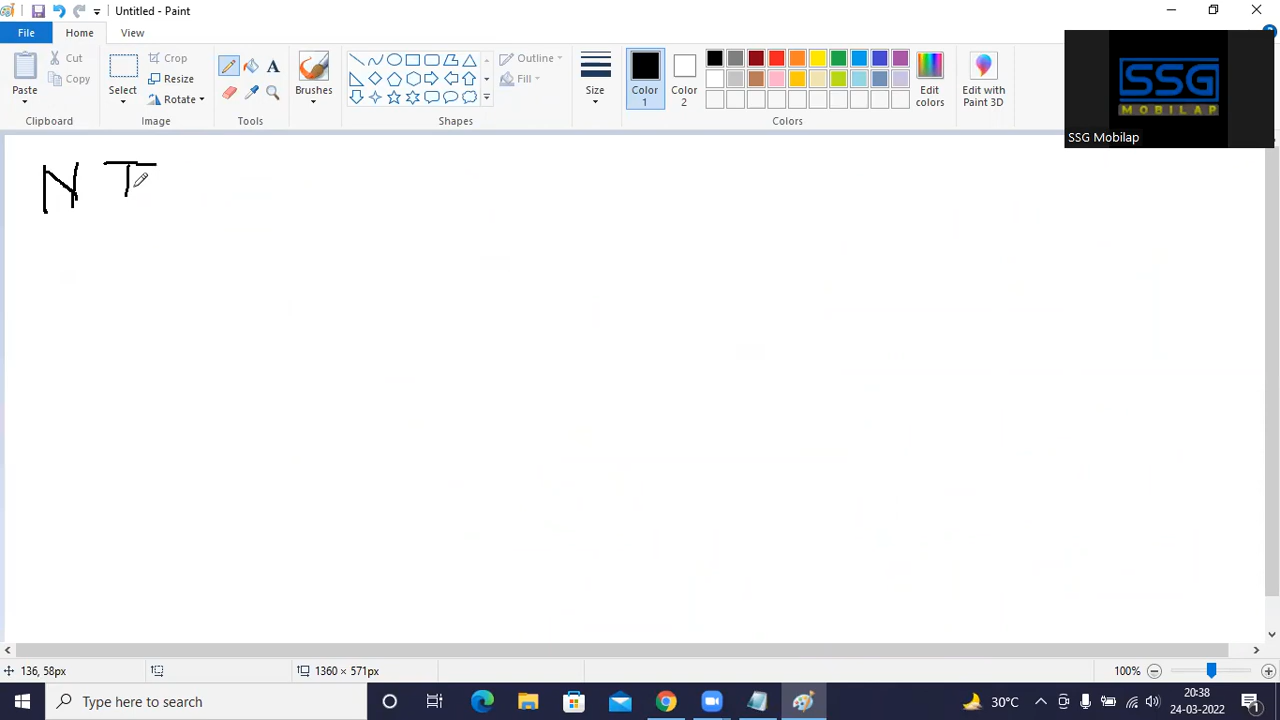 Untitled - Paint
File Home View
Paste
Cut
Copy
Clipboard
Select
Crop
Resize
Rotate
Image
Tools
Brushes
Outline
Fill
Shapes
Size
Color 1
Color 2
Edit colors
Colors
Edit with Paint 3D
SSG
MOBILAP
SSG Mobilap
N T
136, 58px
1360 × 571px
100%
Type here to search
30°C
20:38
24-03-2022
1